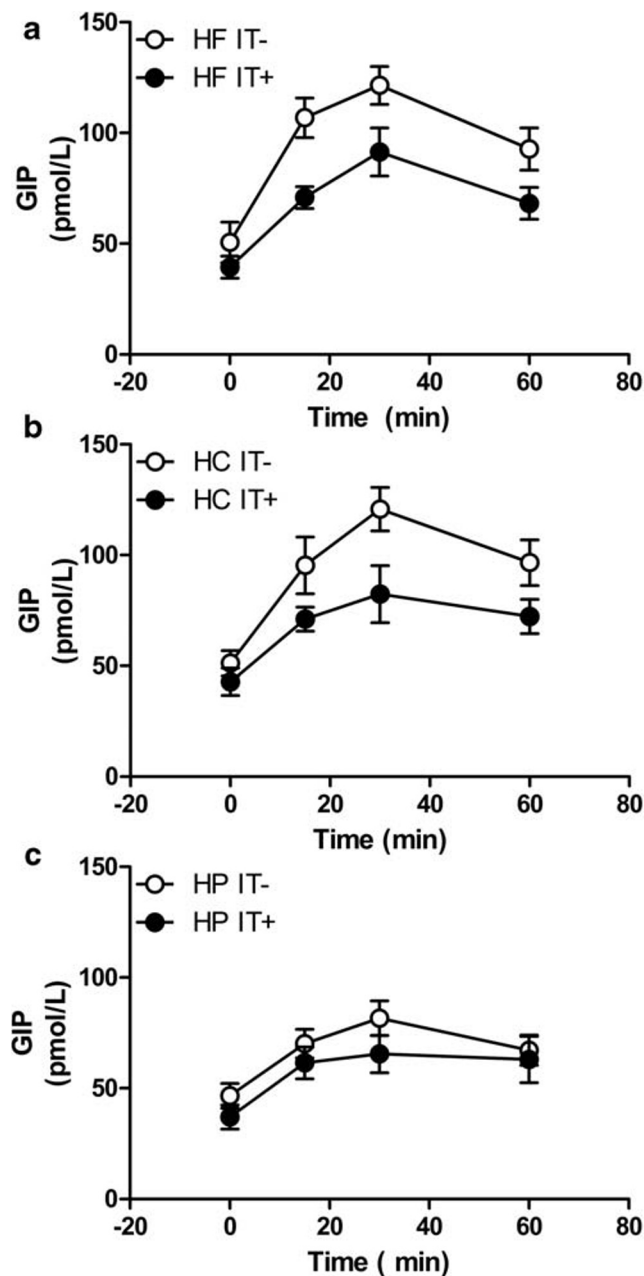 a
150
HF IT-
HF IT+
100
GIP
(pmol/L)
50
0
-20 0 20 40 60 80
Time (min)
b
150
HC IT-
HC IT+
100
GIP
(pmol/L)
50
0
-20 0 20 40 60 80
Time (min)
c
150
HP IT-
HP IT+
100
GIP
(pmol/L)
50
0
-20 0 20 40 60 80
Time ( min)